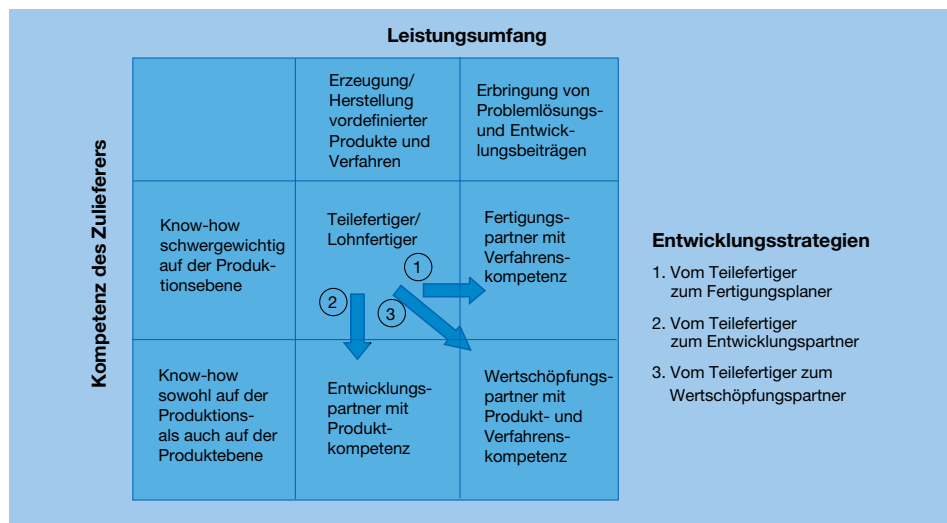 Leistungsumfang
Kompetenz des Zulieferers
Erzeugung/
Herstellung
vordefinierter
Produkte und
Verfahren
Erbringung von
Problemlösungs-
und Entwick-
lungsbeiträgen
Know-how
schwergewichtig
auf der Produk-
tionsebene
Teilefertiger/
Lohnfertiger
Fertigungs-
partner mit
Verfahrens-
kompetenz
1
2
3
Know-how
sowohl auf der
Produktions-
als auch auf der
Produktebene
Entwicklungs-
partner mit
Produkt-
kompetenz
Wertschöpfungs-
partner mit
Produkt- und
Verfahrens-
kompetenz
Entwicklungsstrategien
1. Vom Teilefertiger
zum Fertigungsplaner
2. Vom Teilefertiger
zum Entwicklungspartner
3. Vom Teilefertiger zum
Wertschöpfungspartner